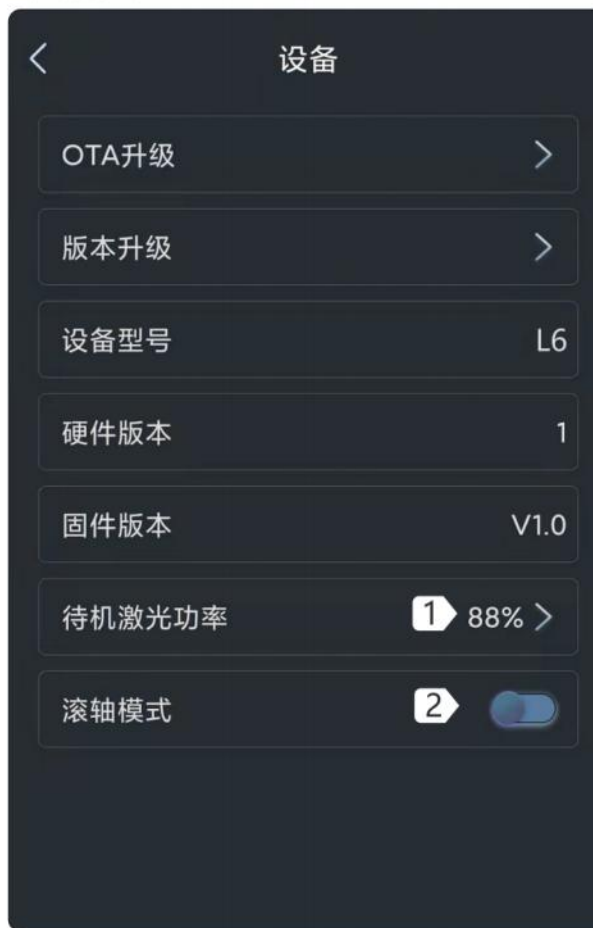 设备
OTA升级
版本升级
设备型号 L6
硬件版本 1
固件版本 V1.0
待机激光功率 1 88%
滚轴模式 2